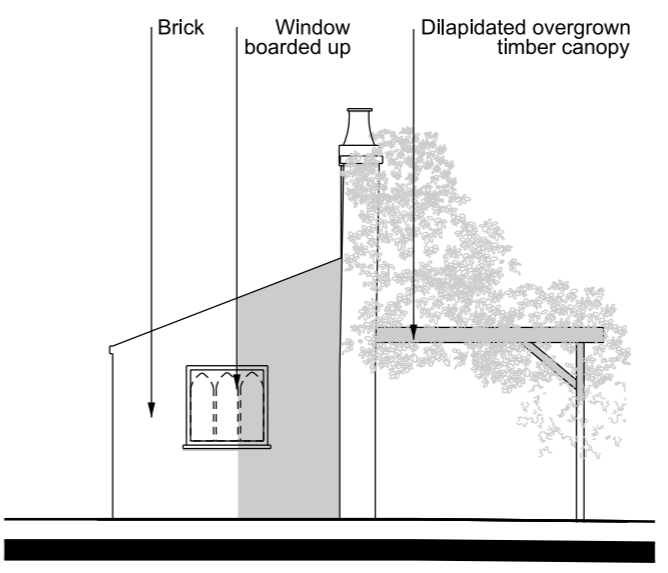 Brick
Window
boarded up
Dilapidated overgrown
timber canopy